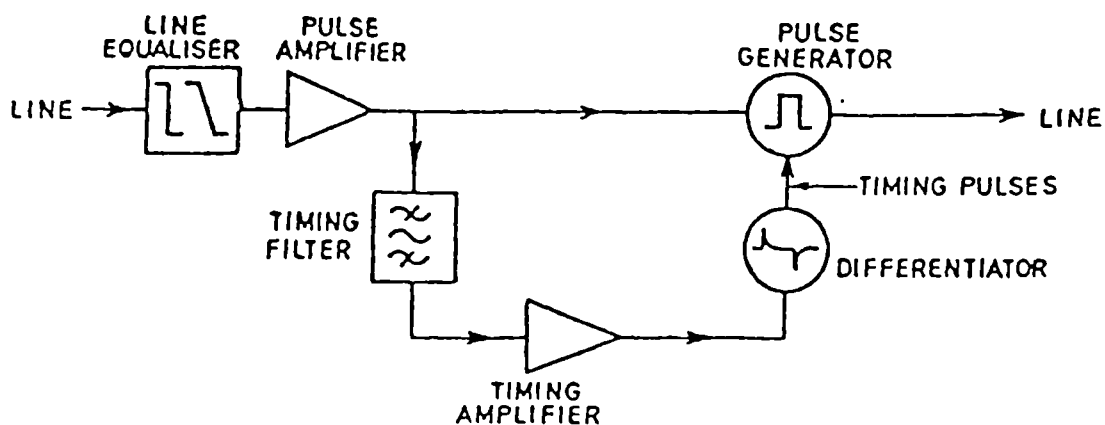 LINE
EQUALISER
PULSE
AMPLIFIER
PULSE
GENERATOR
LINE
LINE
TIMING PULSES
TIMING
FILTER
DIFFERENTIATOR
TIMING
AMPLIFIER